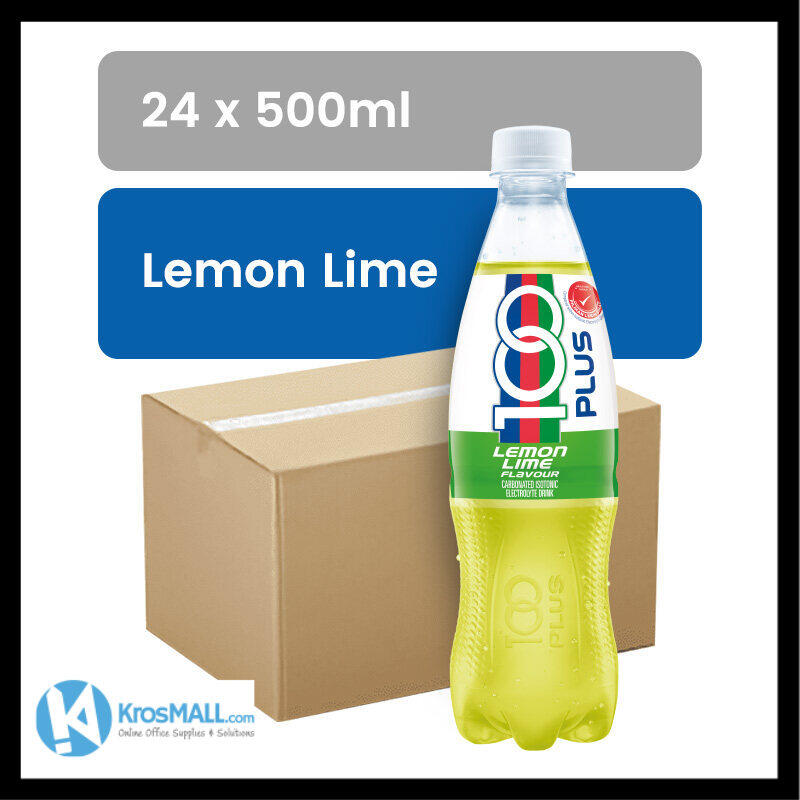 24 x 500ml
Lemon Lime
100
PLUS
LEMON
LIME
FLAVOUR
CARBONATED ISOTONIC
ELECTROLYTE DRINK
100
PLUS
KrosMALL.com
Online Office Supplies & Solutions